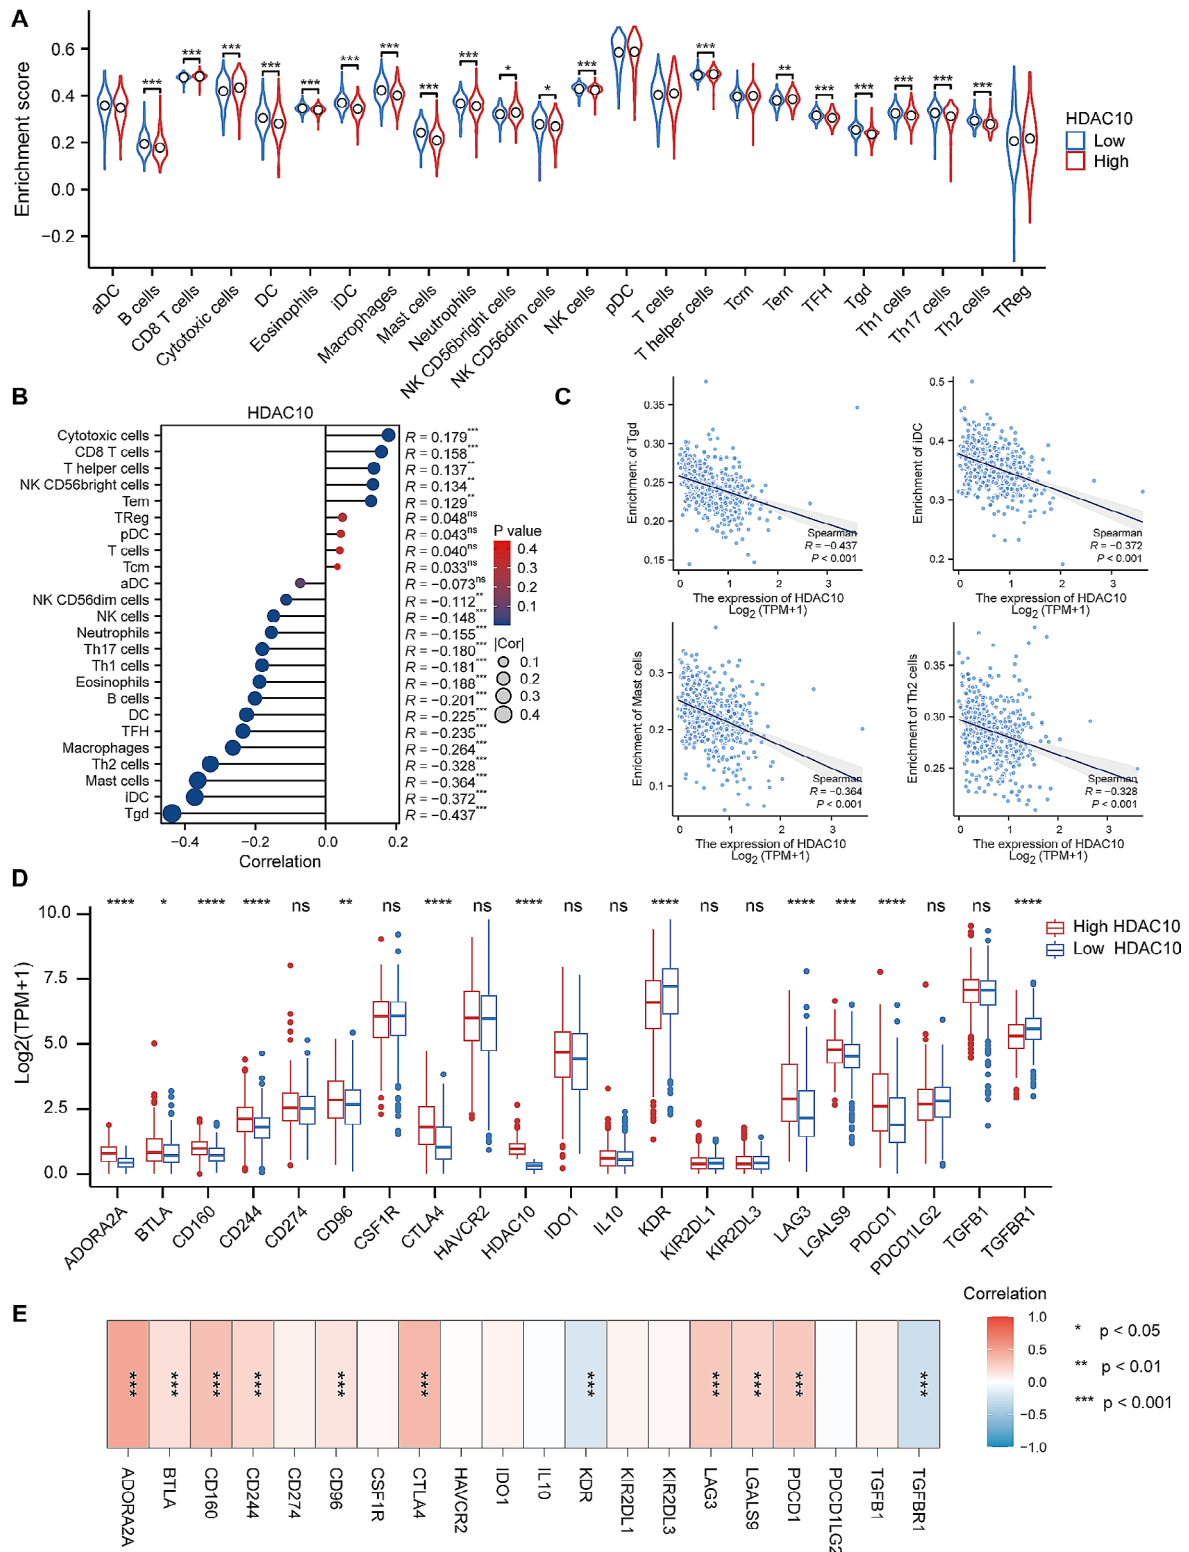 A
Enrichment score
0.6
0.4
0.2
0.0
−0.2
*** *** *** *** *** *** *** *** *** * * *** *** ** *** *** *** *** ***
HDAC10
Low
High
aDC
B cells
CD8 T cells
Cytotoxic cells
DC
Eosinophils
iDC
Macrophages
Mast cells
Neutrophils
NK CD56bright cells
NK CD56dim cells
NK cells
pDC
T cells
T helper cells
Tcm
Tem
TFH
Tgd
Th1 cells
Th17 cells
Th2 cells
TReg
B
HDAC10
Cytotoxic cells R = 0.179***
CD8 T cells R = 0.158***
T helper cells R = 0.137**
NK CD56bright cells R = 0.134**
Tem R = 0.129**
TReg R = 0.048ns
pDC R = 0.043ns
T cells R = 0.040ns
Tcm R = 0.033ns
aDC R = −0.073ns
NK CD56dim cells R = −0.112**
NK cells R = −0.148***
Neutrophils R = −0.155***
Th17 cells R = −0.180***
Th1 cells R = −0.181***
Eosinophils R = −0.188***
B cells R = −0.201***
DC R = −0.225***
TFH R = −0.235***
Macrophages R = −0.264***
Th2 cells R = −0.328***
Mast cells R = −0.364***
iDC R = −0.372***
Tgd R = −0.437***
−0.4 −0.2 0.0 0.2
Correlation
P value
0.4
0.3
0.2
0.1
|Cor|
0.1
0.2
0.3
0.4
C
Enrichment of Tgd
0.35
0.30
0.25
0.20
0.15
Spearman
R = −0.437
P < 0.001
0 1 2 3
The expression of HDAC10
Log2 (TPM+1)
Enrichment of iDC
0.5
0.4
0.3
0.2
Spearman
R = −0.372
P < 0.001
0 1 2 3
The expression of HDAC10
Log2 (TPM+1)
Enrichment of Mast cells
0.3
0.2
0.1
Spearman
R = −0.364
P < 0.001
0 1 2 3
The expression of HDAC10
Log2 (TPM+1)
Enrichment of Th2 cells
0.35
0.30
0.25
Spearman
R = −0.328
P < 0.001
0 1 2 3
The expression of HDAC10
Log2 (TPM+1)
D
Log2(TPM+1)
10.0
7.5
5.0
2.5
0.0
**** * **** **** ns ** ns **** ns **** ns ns **** ns ns **** *** **** ns ns ****
High HDAC10
Low HDAC10
ADORA2A
BTLA
CD160
CD244
CD274
CD96
CSF1R
CTLA4
HAVCR2
HDAC10
IDO1
IL10
KDR
KIR2DL1
KIR2DL3
LAG3
LGALS9
PDCD1
PDCD1LG2
TGFB1
TGFBR1
E
*** *** *** *** *** *** *** *** *** *** ***
ADORA2A
BTLA
CD160
CD244
CD274
CD96
CSF1R
CTLA4
HAVCR2
IDO1
IL10
KDR
KIR2DL1
KIR2DL3
LAG3
LGALS9
PDCD1
PDCD1LG2
TGFB1
TGFBR1
Correlation
1.0
0.5
0.0
−0.5
−1.0
* p < 0.05
** p < 0.01
*** p < 0.001